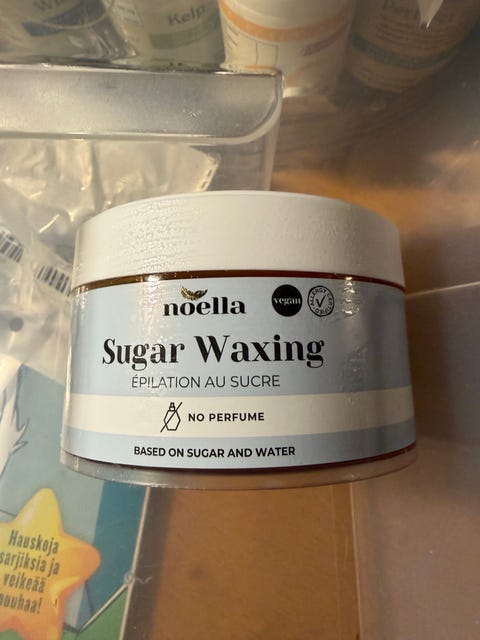 Kelp
noella
vegan
Sugar Waxing
ÉPILATION AU SUCRE
NO PERFUME
BASED ON SUGAR AND WATER
Hauskoja
sarjiksia ja
veikeää
puuhaa!